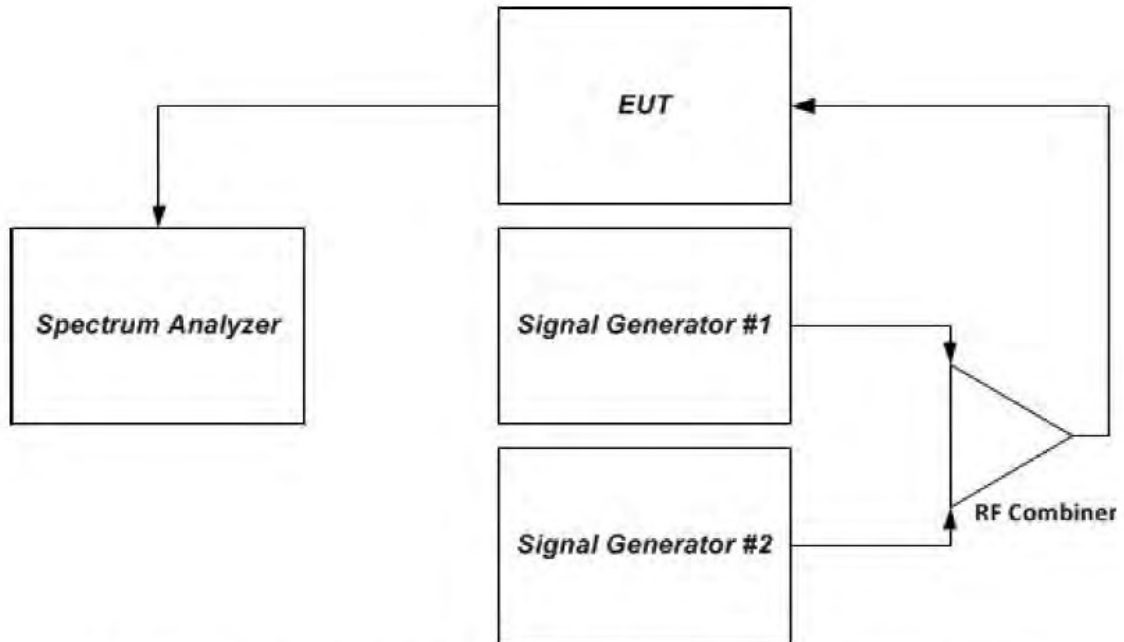 EUT
Spectrum Analyzer
Signal Generator #1
RF Combiner
Signal Generator #2